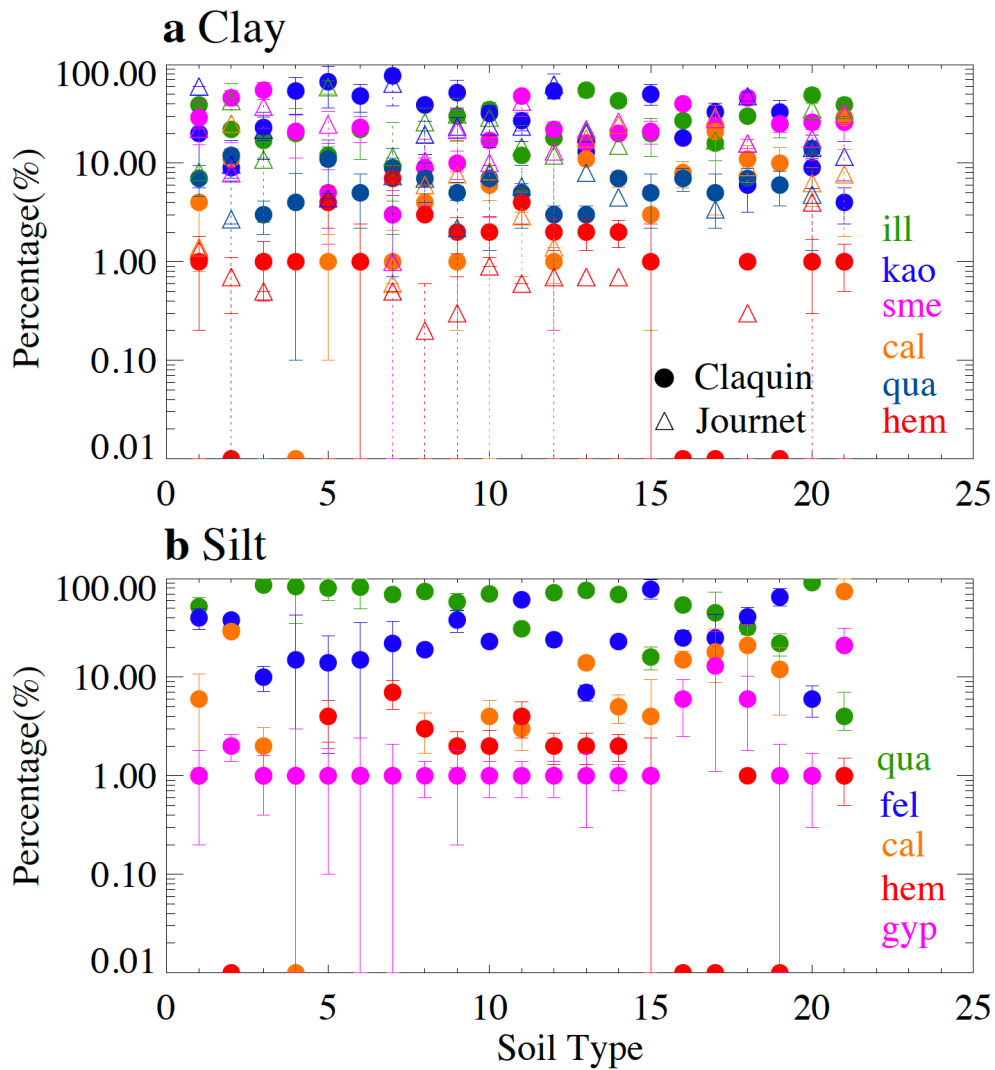 a Clay
100.00
10.00
1.00
0.10
0.01
Percentage(%)
ill
kao
sme
cal
qua
hem
Claquin
Journet
0 5 10 15 20 25
b Silt
100.00
10.00
1.00
0.10
0.01
Percentage(%)
qua
fel
cal
hem
gyp
0 5 10 15 20 25
Soil Type